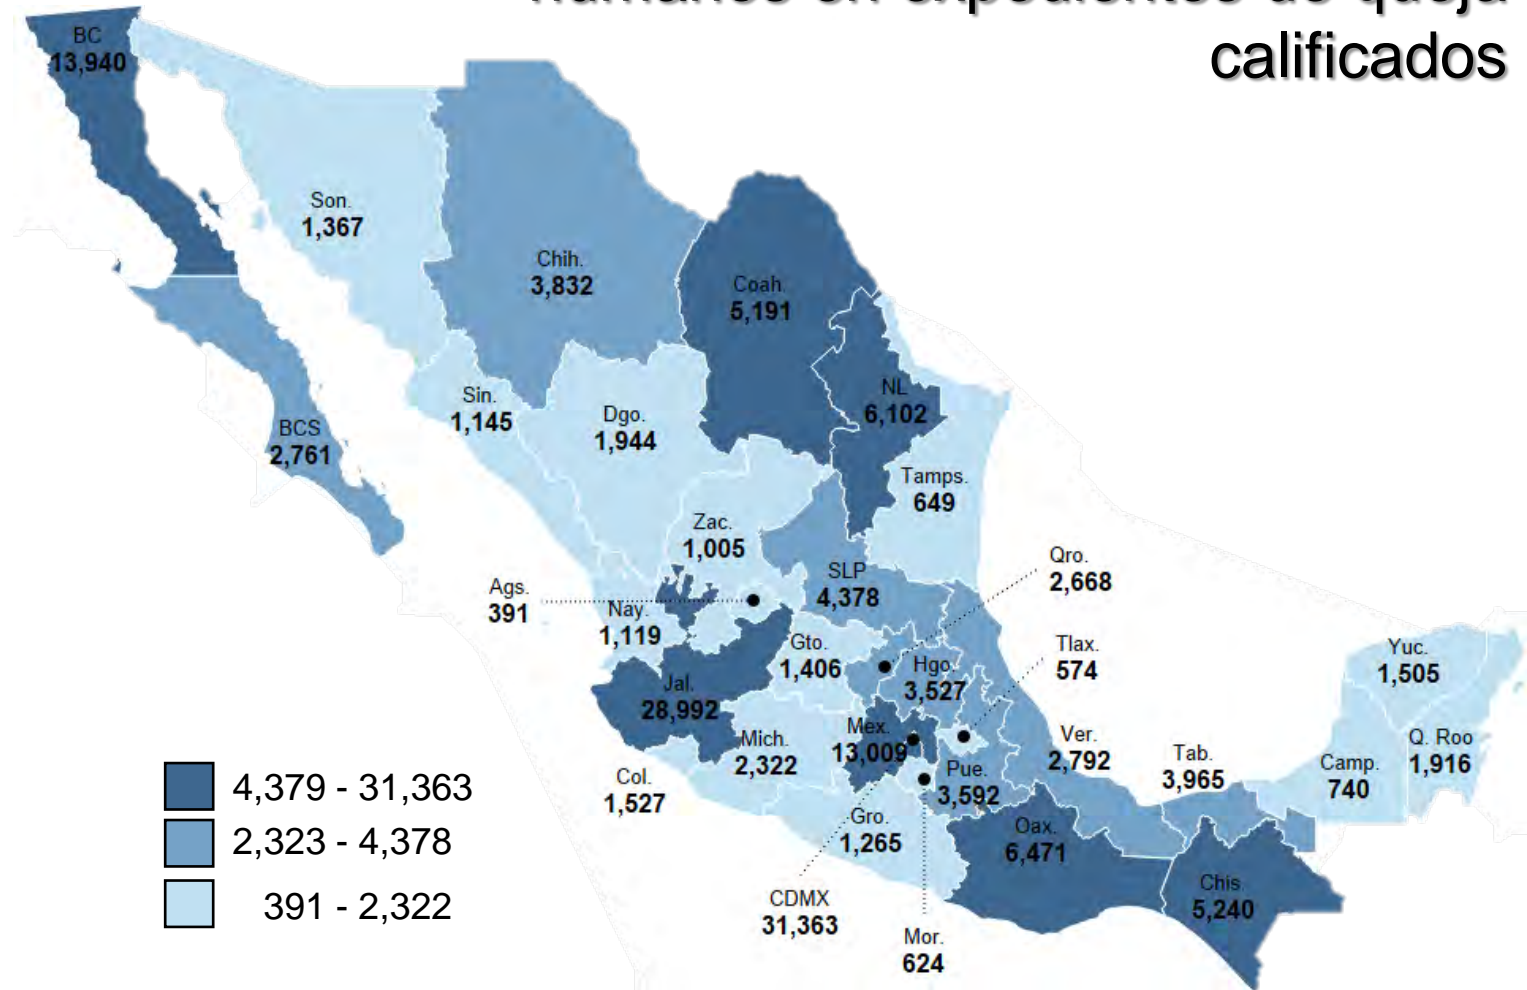 humanos en expedientes de queja
calificados
BC
13,940
Son.
1,367
Chih.
3,832
Coah.
5,191
NL
6,102
Sin.
1,145
Dgo.
1,944
BCS
2,761
Tamps.
649
Zac.
1,005
SLP
4,378
Qro.
2,668
Ags.
391
Nay.
1,119
Gto.
1,406
Hgo.
3,527
Tlax.
574
Yuc.
1,505
Jal.
28,992
Mich.
2,322
Mex.
13,009
Pue.
3,592
Ver.
2,792
Tab.
3,965
Camp.
740
Q. Roo
1,916
Col.
1,527
Gro.
1,265
Oax.
6,471
Chis.
5,240
CDMX
31,363
Mor.
624
4,379 - 31,363
2,323 - 4,378
391 - 2,322